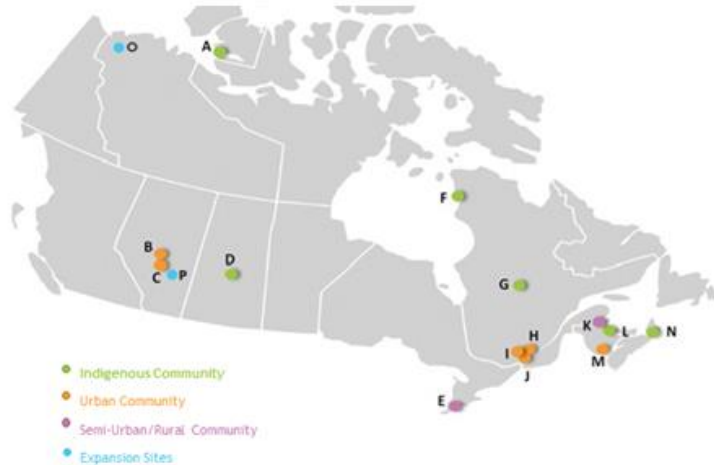 O
A
F
B
C
P
D
G
H
I
J
K
L
M
N
E
Indigenous Community
Urban Community
Semi-Urban/Rural Community
Expansion Sites